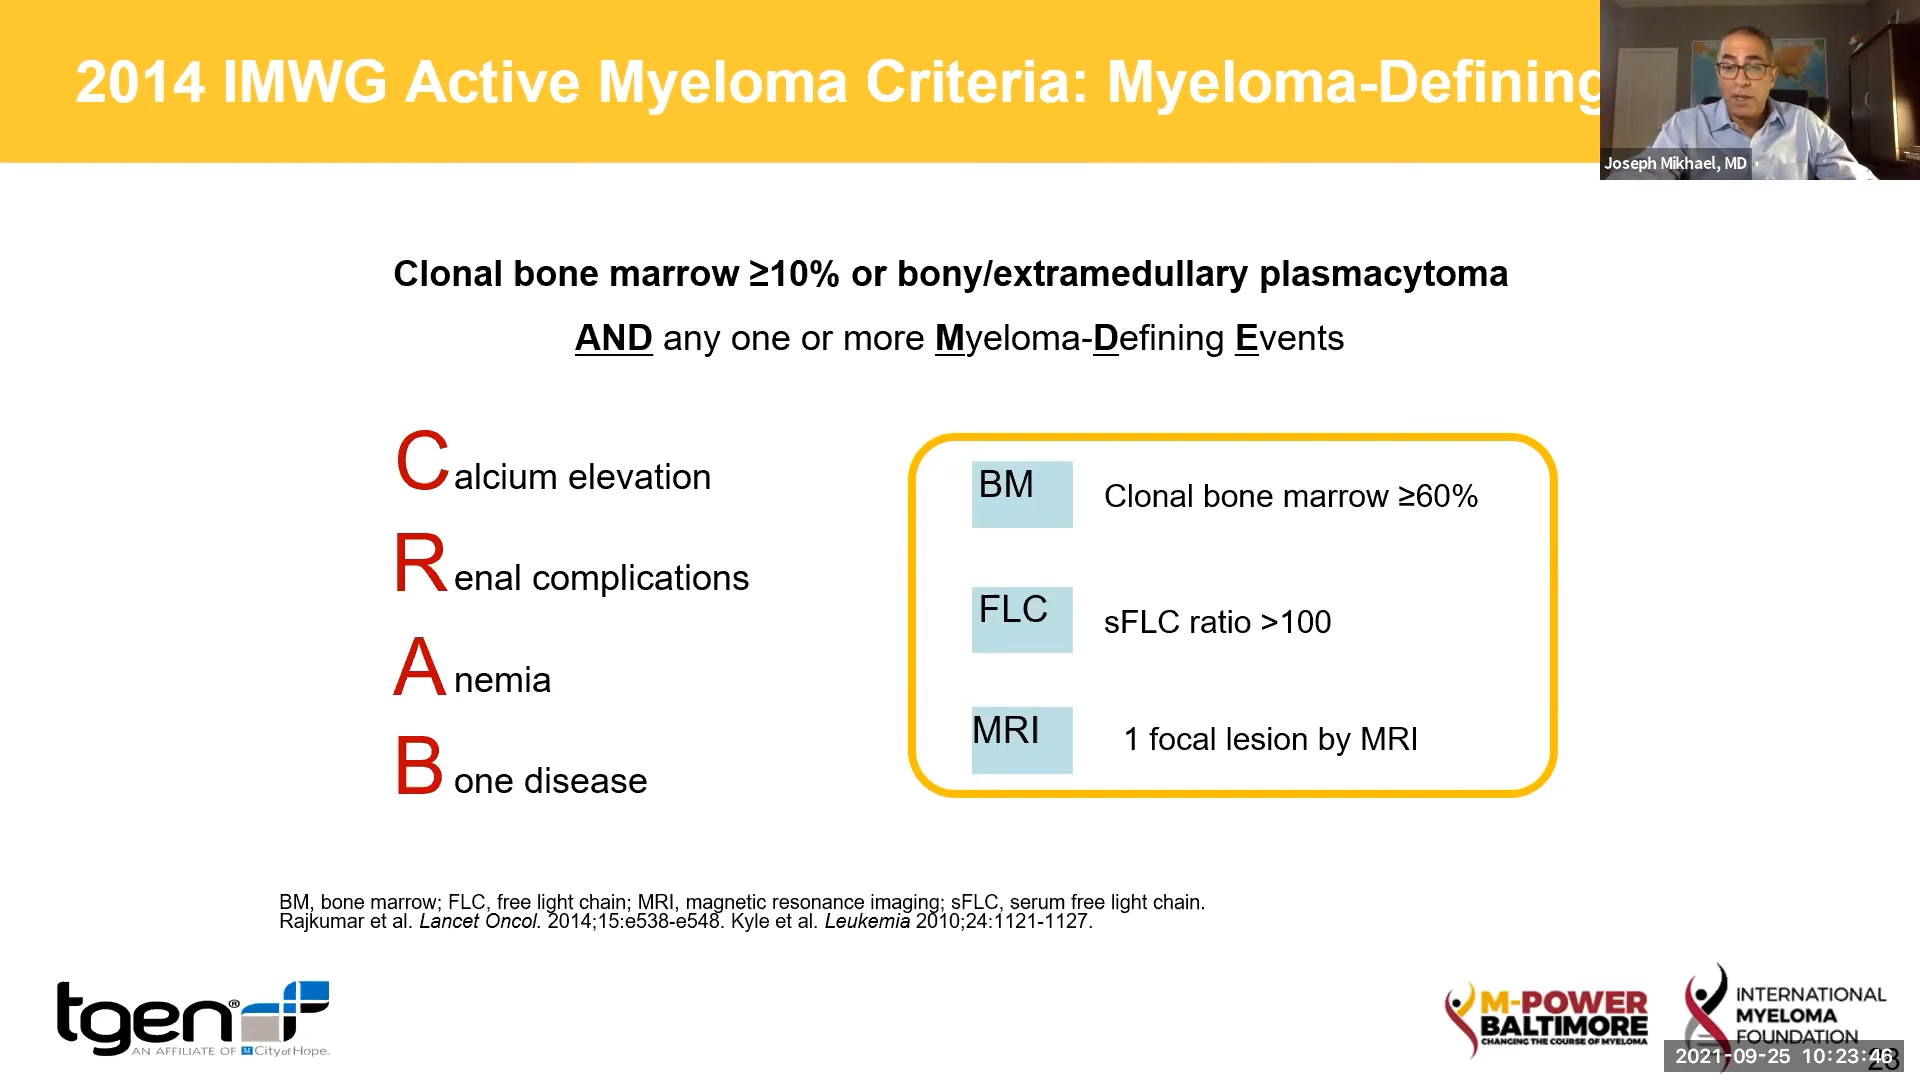 2014 IMWG Active Myeloma Criteria: Myeloma-Defining
Joseph Mikhael, MD
Clonal bone marrow ≥10% or bony/extramedullary plasmacytoma
AND any one or more Myeloma-Defining Events
Calcium elevation
Renal complications
Anemia
Bone disease
BM Clonal bone marrow ≥60%
FLC sFLC ratio >100
MRI 1 focal lesion by MRI
BM, bone marrow; FLC, free light chain; MRI, magnetic resonance imaging; sFLC, serum free light chain.
Rajkumar et al. Lancet Oncol. 2014;15:e538-e548. Kyle et al. Leukemia 2010;24:1121-1127.
tgen®
AN AFFILIATE OF City of Hope.
M-POWER
BALTIMORE
CHANGING THE COURSE OF MYELOMA
INTERNATIONAL
MYELOMA
FOUNDATION
2021-09-25 10:23:46
23